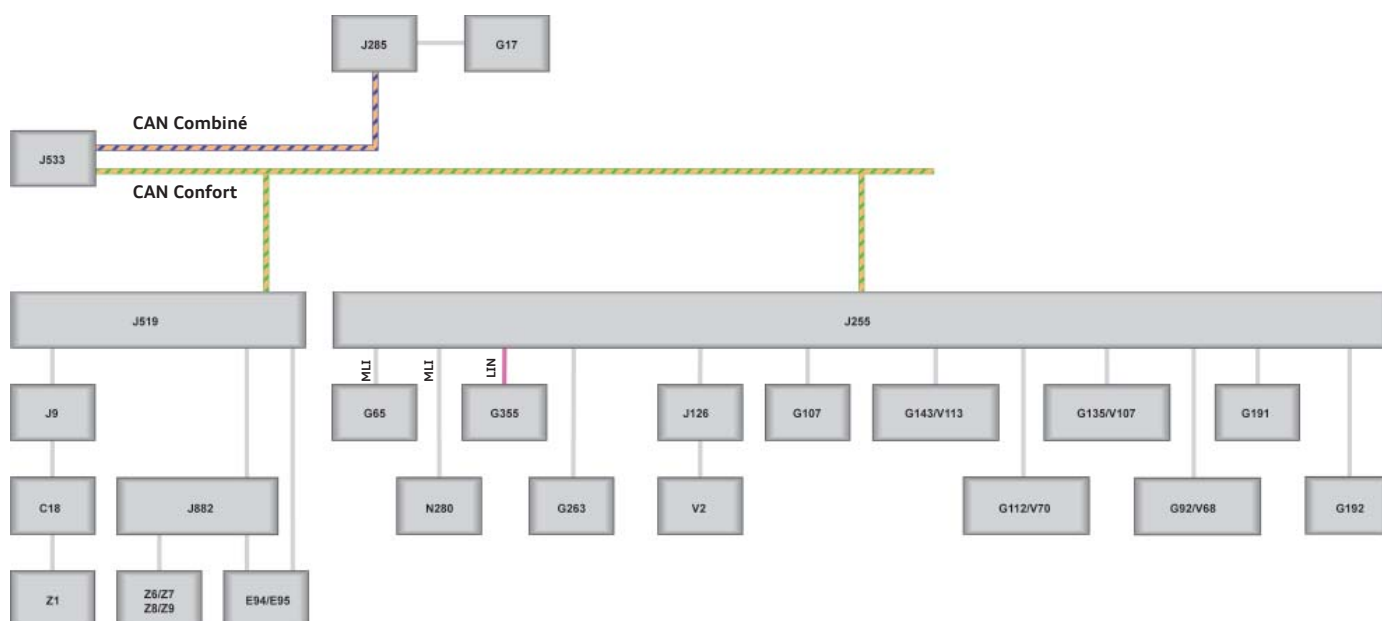 J285
G17
CAN Combiné
J533
CAN Confort
J519
J255
MLI
MLI
LIN
J9
G65
G355
J126
G107
G143/V113
G135/V107
G191
C18
J882
N280
G263
V2
G112/V70
G92/V68
G192
Z1
Z6/Z7
Z8/Z9
E94/E95